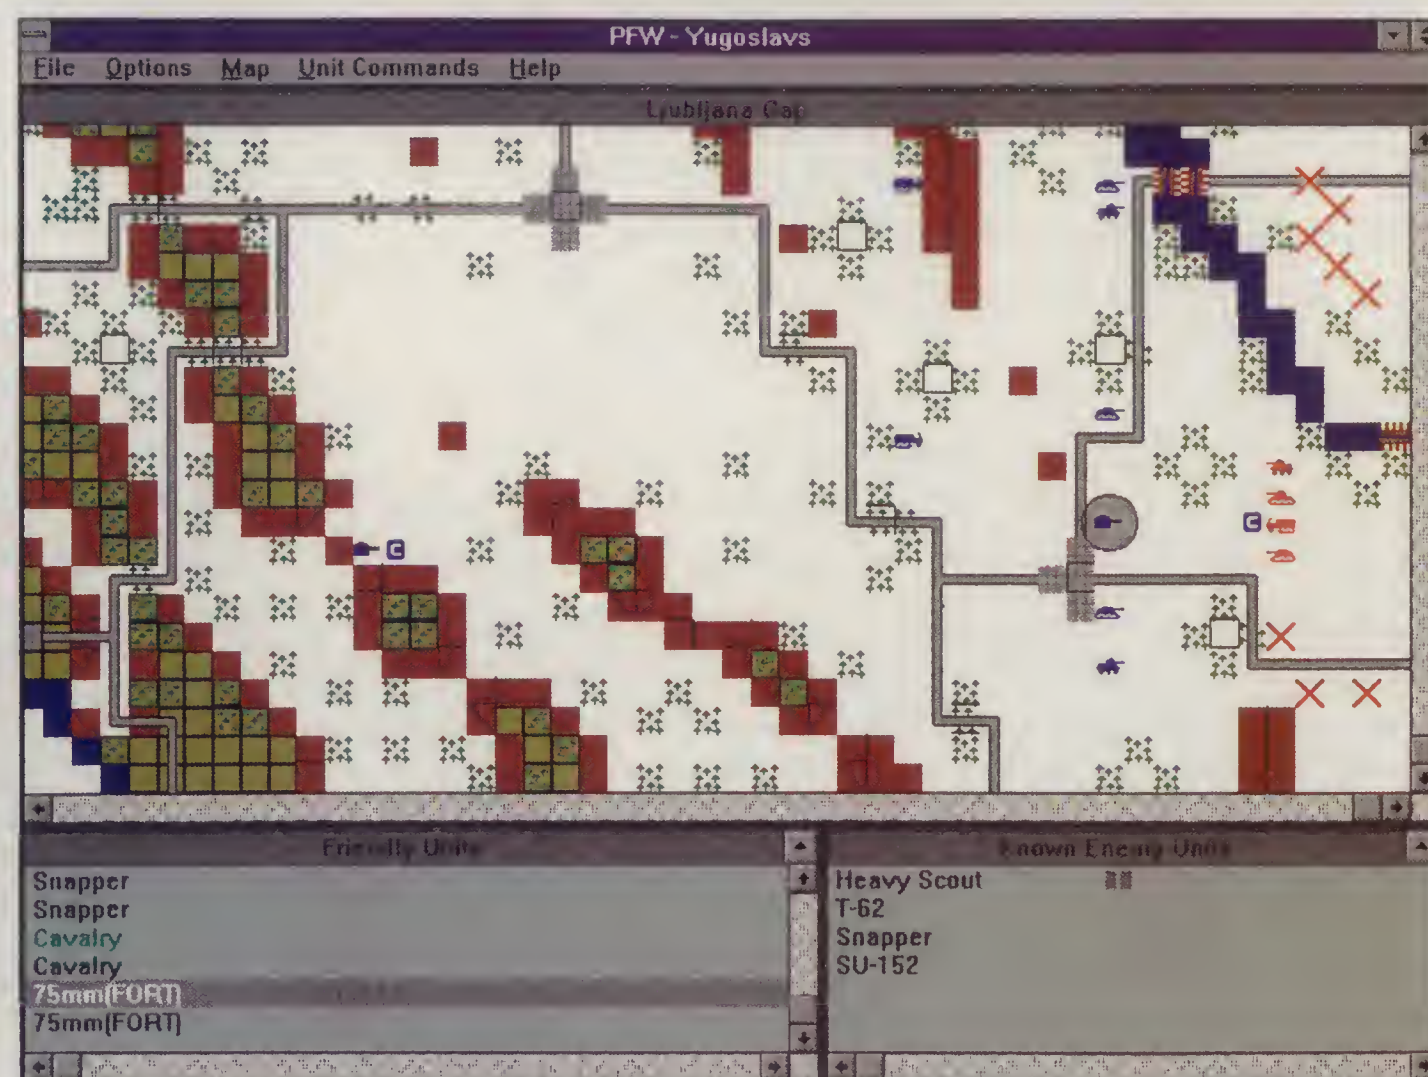 PFW - Yugoslavs
File Options Map Unit Commands Help
Ljubljana Gap
C
C
Friendly Units
Snapper
Snapper
Cavalry
Cavalry
75mm(FORT)
75mm(FORT)
Known Enemy Units
Heavy Scout
T-62
Snapper
SU-152